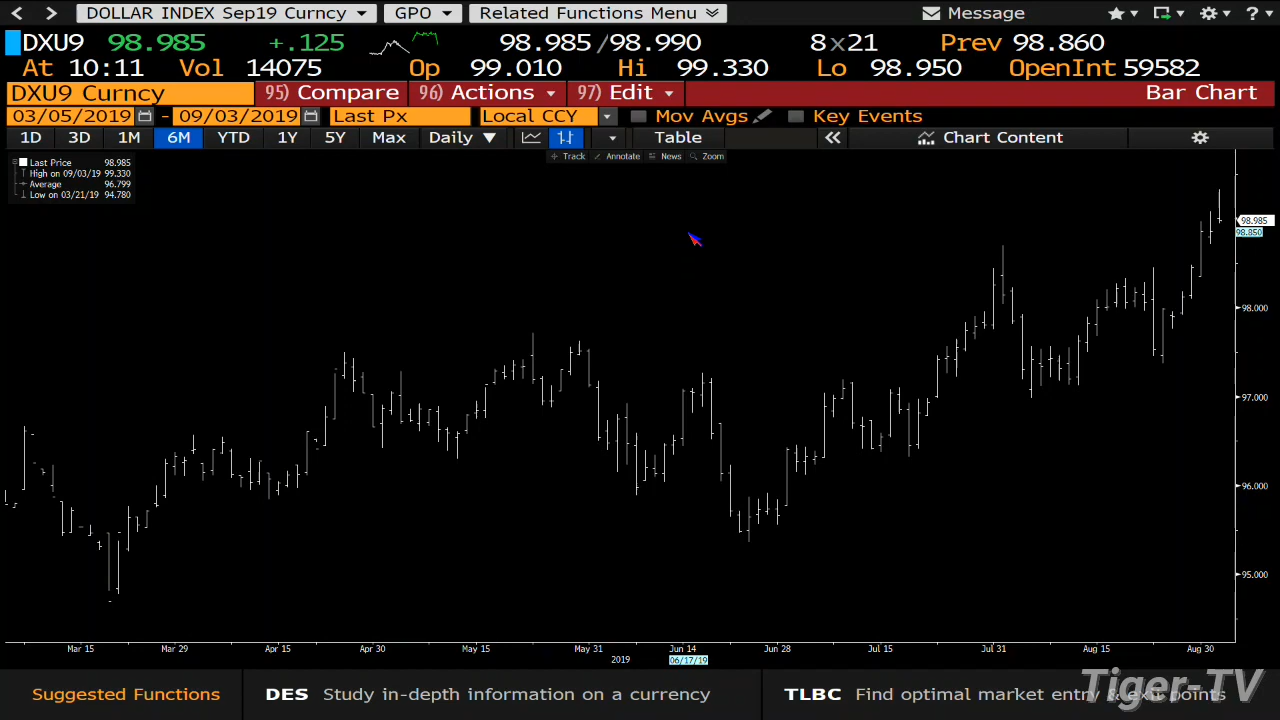 DOLLAR INDEX Sep19 Curncy GPO Related Functions Menu Message ?
DXU9 98.985 +.125 98.985/98.990 8x21 Prev 98.860
At 10:11 Vol 14075 Op 99.010 Hi 99.330 Lo 98.950 OpenInt 59582
DXU9 Curncy 95) Compare 96) Actions 97) Edit Bar Chart
03/05/2019 - 09/03/2019 Last Px Local CCY Mov Avgs Key Events
1D 3D 1M 6M YTD 1Y 5Y Max Daily Table Chart Content
Track Annotate News Zoom
Last Price 98.985
High on 09/03/19 99.330
Average 96.799
Low on 03/21/19 94.780
98.985
98.850
98.000
97.000
96.000
95.000
Mar 15 Mar 29 Apr 15 Apr 30 May 15 May 31 Jun 14 Jun 28 Jul 15 Jul 31 Aug 15 Aug 30
2019 06/17/19
Suggested Functions DES Study in-depth information on a currency TLBC Find optimal market entry & exit points
Tiger-TV